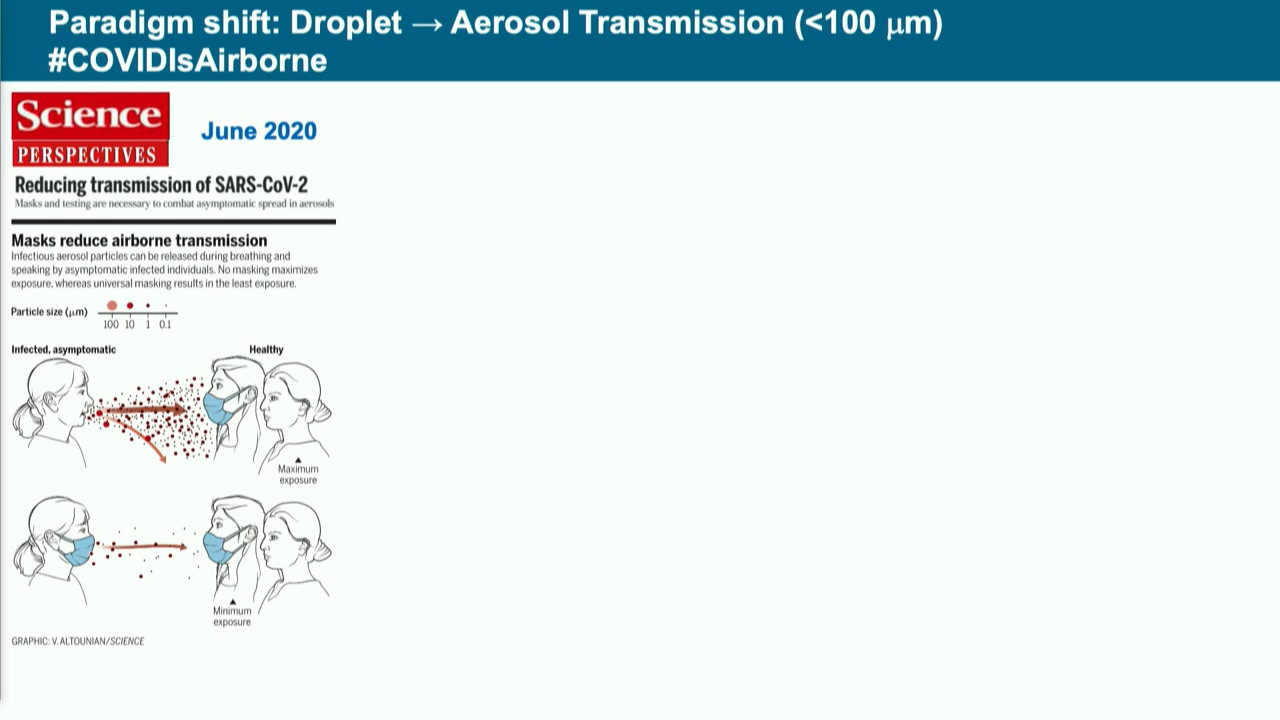 Paradigm shift: Droplet → Aerosol Transmission (<100 μm)
#COVIDIsAirborne
Science
PERSPECTIVES
June 2020
Reducing transmission of SARS-CoV-2
Masks and testing are necessary to combat asymptomatic spread in aerosols
Masks reduce airborne transmission
Infectious aerosol particles can be released during breathing and
speaking by asymptomatic infected individuals. No masking maximizes
exposure, whereas universal masking results in the least exposure.
Particle size (μm)
100 10 1 0.1
Infected, asymptomatic
Healthy
Maximum
exposure
Minimum
exposure
GRAPHIC: V. ALTOUNIAN/SCIENCE